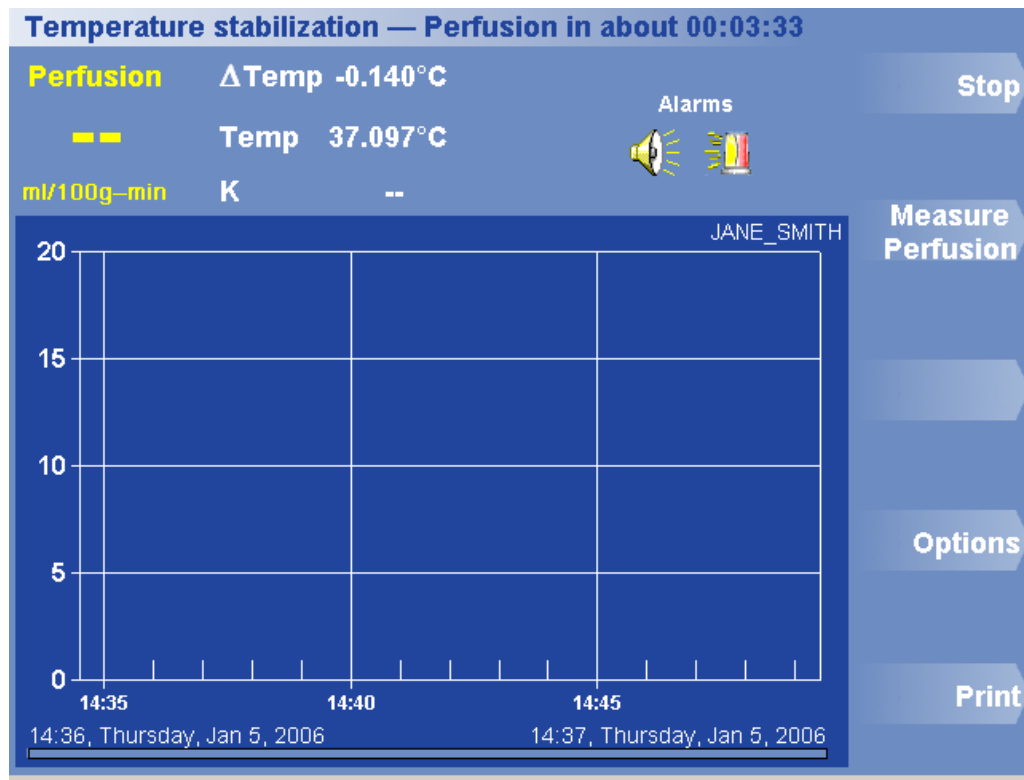 Temperature stabilization — Perfusion in about 00:03:33
Perfusion
--
ml/100g–min
ΔTemp -0.140°C
Temp 37.097°C
K --
Alarms
Stop
Measure
Perfusion
Options
Print
JANE_SMITH
20
15
10
5
0
14:35 14:40 14:45
14:36, Thursday, Jan 5, 2006 14:37, Thursday, Jan 5, 2006